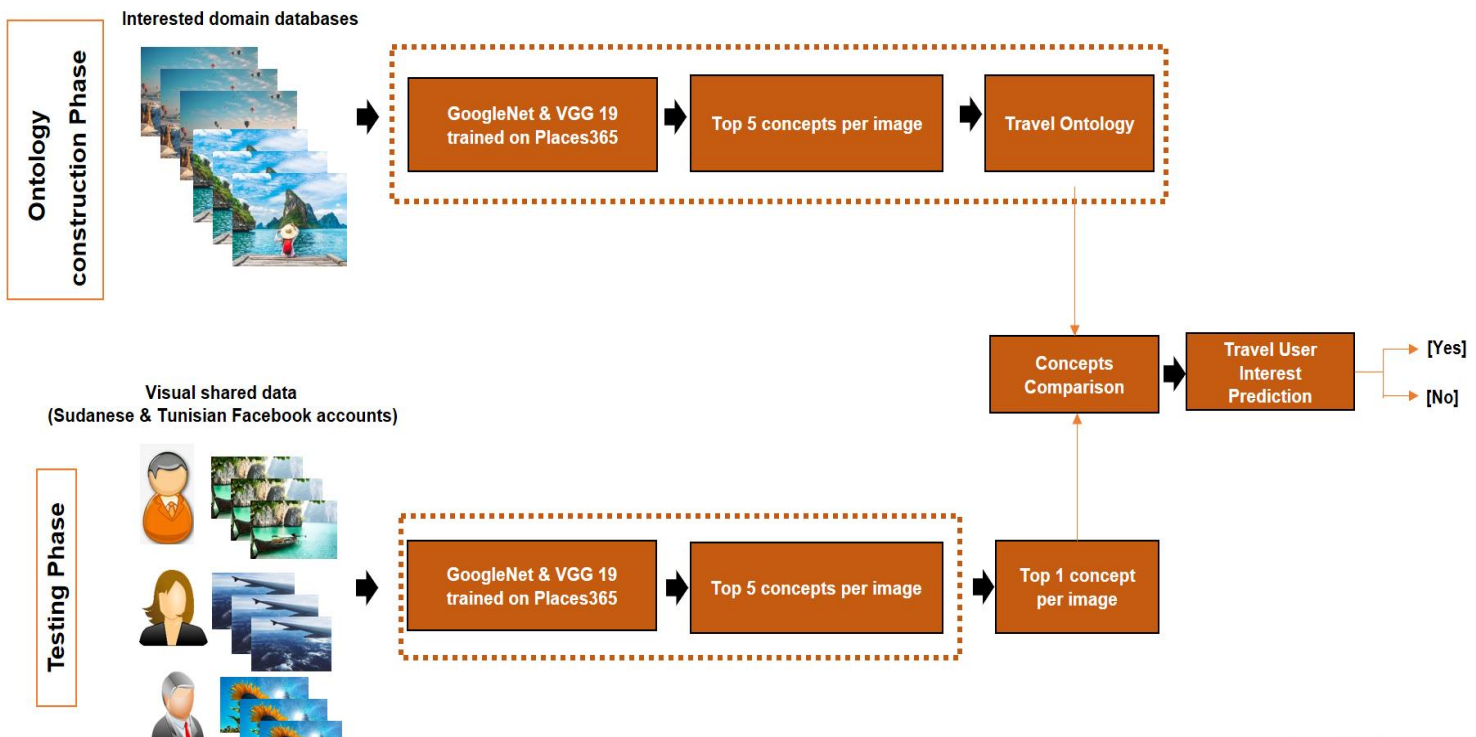 Interested domain databases
Ontology
construction Phase
GoogleNet & VGG 19
trained on Places365
Top 5 concepts per image
Travel Ontology
Concepts
Comparison
Travel User
Interest
Prediction
[Yes]
[No]
Visual shared data
(Sudanese & Tunisian Facebook accounts)
Testing Phase
GoogleNet & VGG 19
trained on Places365
Top 5 concepts per image
Top 1 concept
per image